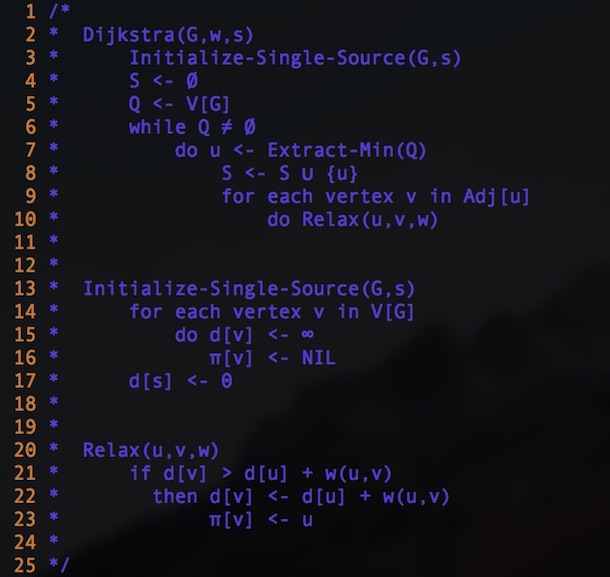 1 /*
2 *  Dijkstra(G,w,s)
3 *      Initialize-Single-Source(G,s)
4 *      S <- Ø
5 *      Q <- V[G]
6 *      while Q ≠ Ø
7 *          do u <- Extract-Min(Q)
8 *              S <- S ∪ {u}
9 *              for each vertex v in Adj[u]
10 *                  do Relax(u,v,w)
11 *
12 *
13 *  Initialize-Single-Source(G,s)
14 *      for each vertex v in V[G]
15 *          do d[v] <- ∞
16 *             π[v] <- NIL
17 *      d[s] <- 0
18 *
19 *
20 *  Relax(u,v,w)
21 *      if d[v] > d[u] + w(u,v)
22 *        then d[v] <- d[u] + w(u,v)
23 *             π[v] <- u
24 *
25 */